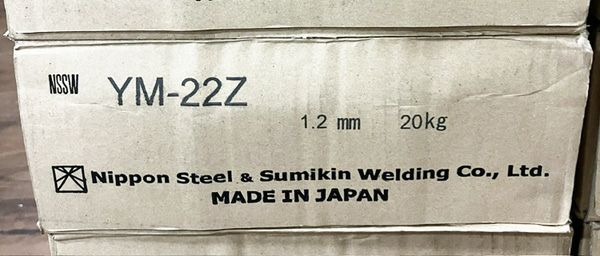 NSSW YM-22Z
1.2 mm 20kg
Nippon Steel & Sumikin Welding Co., Ltd.
MADE IN JAPAN